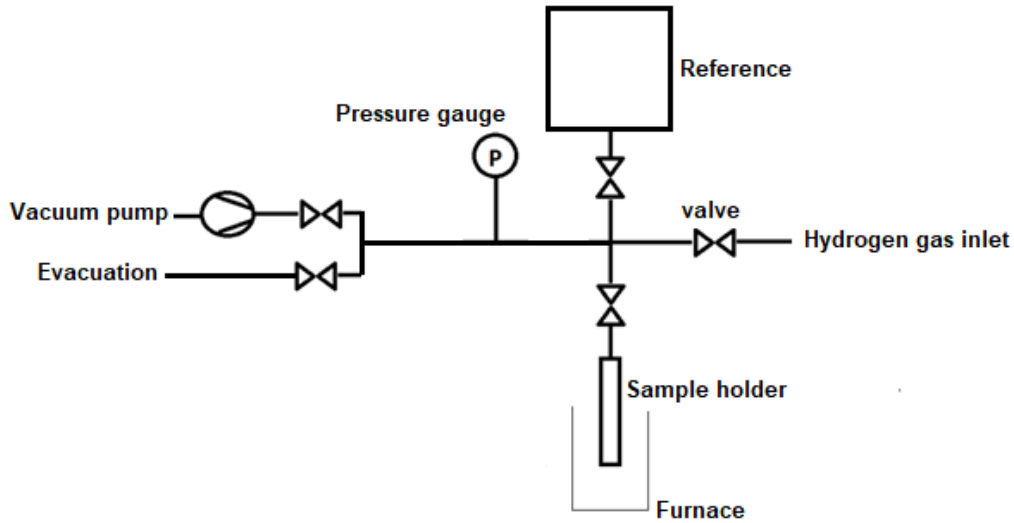 Reference
Pressure gauge
P
Vacuum pump
valve
Hydrogen gas inlet
Evacuation
Sample holder
Furnace